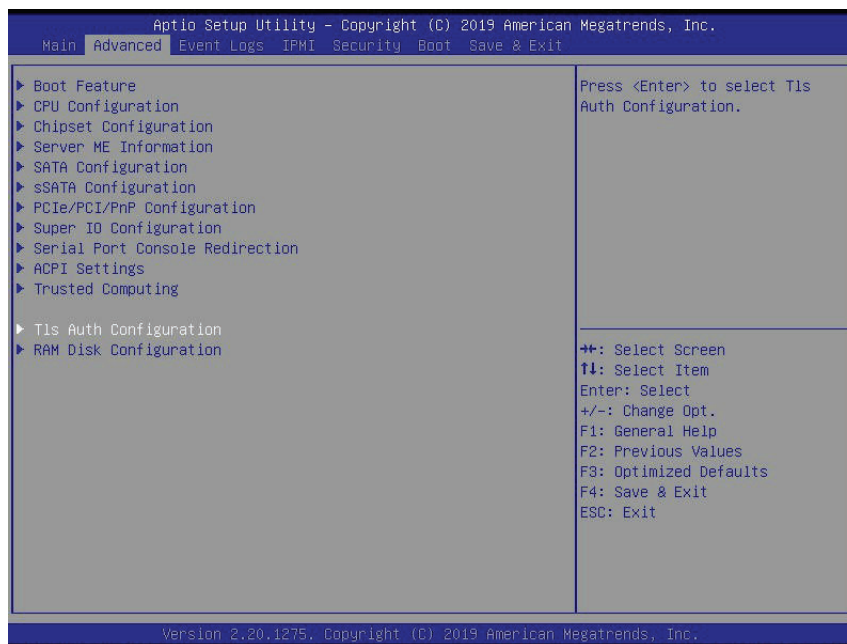 Aptio Setup Utility – Copyright (C) 2019 American Megatrends, Inc.
Main Advanced Event Logs IPMI Security Boot Save & Exit
Boot Feature
CPU Configuration
Chipset Configuration
Server ME Information
SATA Configuration
sSATA Configuration
PCIe/PCI/PnP Configuration
Super IO Configuration
Serial Port Console Redirection
ACPI Settings
Trusted Computing
Tls Auth Configuration
RAM Disk Configuration
Press <Enter> to select Tls
Auth Configuration.
→←: Select Screen
↑↓: Select Item
Enter: Select
+/-: Change Opt.
F1: General Help
F2: Previous Values
F3: Optimized Defaults
F4: Save & Exit
ESC: Exit
Version 2.20.1275. Copyright (C) 2019 American Megatrends, Inc.